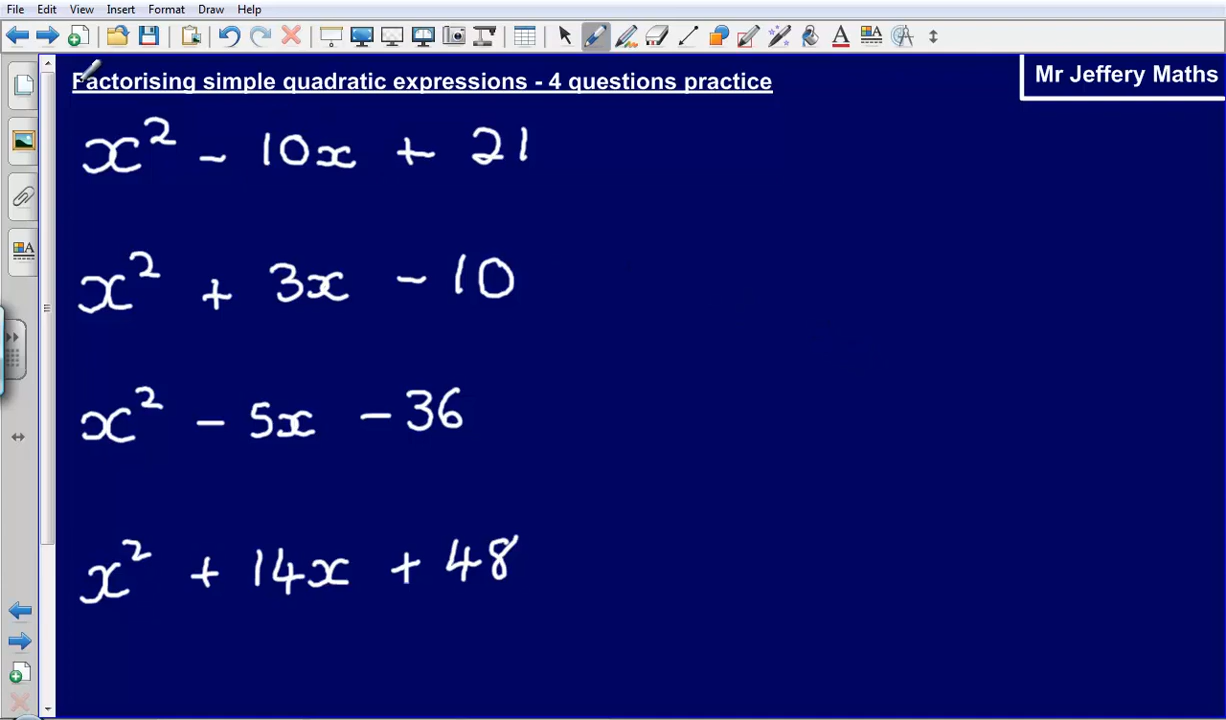 File Edit View Insert Format Draw Help
Factorising simple quadratic expressions - 4 questions practice
Mr Jeffery Maths
x² - 10x + 21
x² + 3x - 10
x² - 5x - 36
x² + 14x + 48